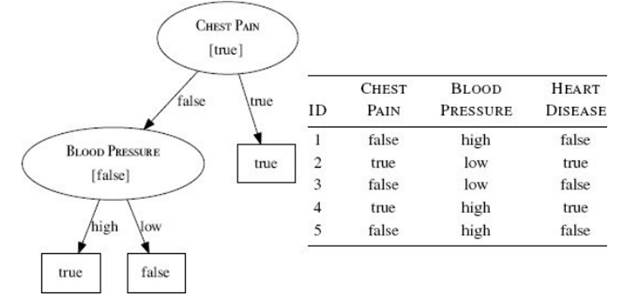 CHEST PAIN
[true]
false
true
BLOOD PRESSURE
[false]
true
high
low
true
false
CHEST BLOOD HEART
ID PAIN PRESSURE DISEASE
1 false high false
2 true low true
3 false low false
4 true high true
5 false high false